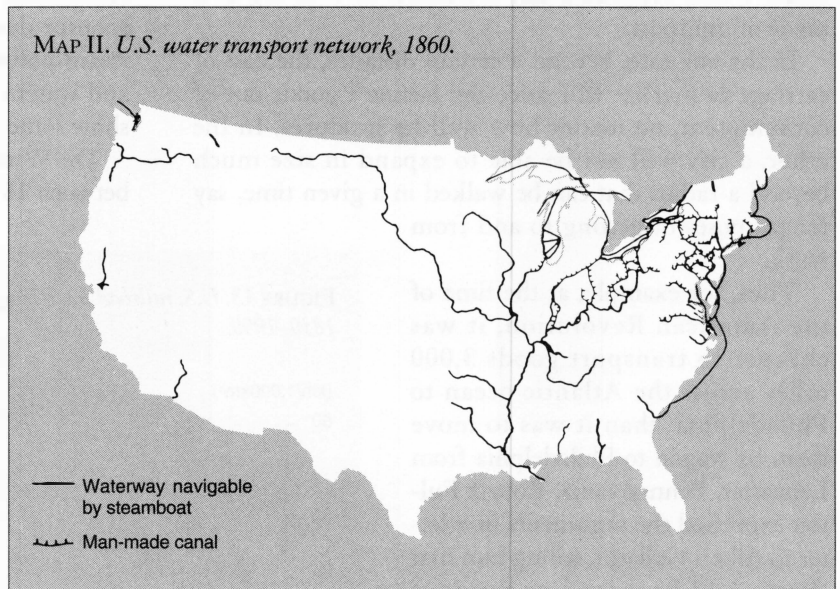 MAP II. U.S. water transport network, 1860.
Waterway navigable
by steamboat
Man-made canal